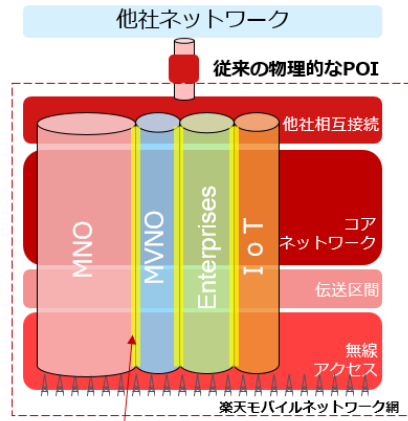 他社ネットワーク
従来の物理的なPOI
他社相互接続
MNO
MVNO
Enterprises
IoT
コア
ネットワーク
伝送区間
無線
アクセス
楽天モバイルネットワーク網